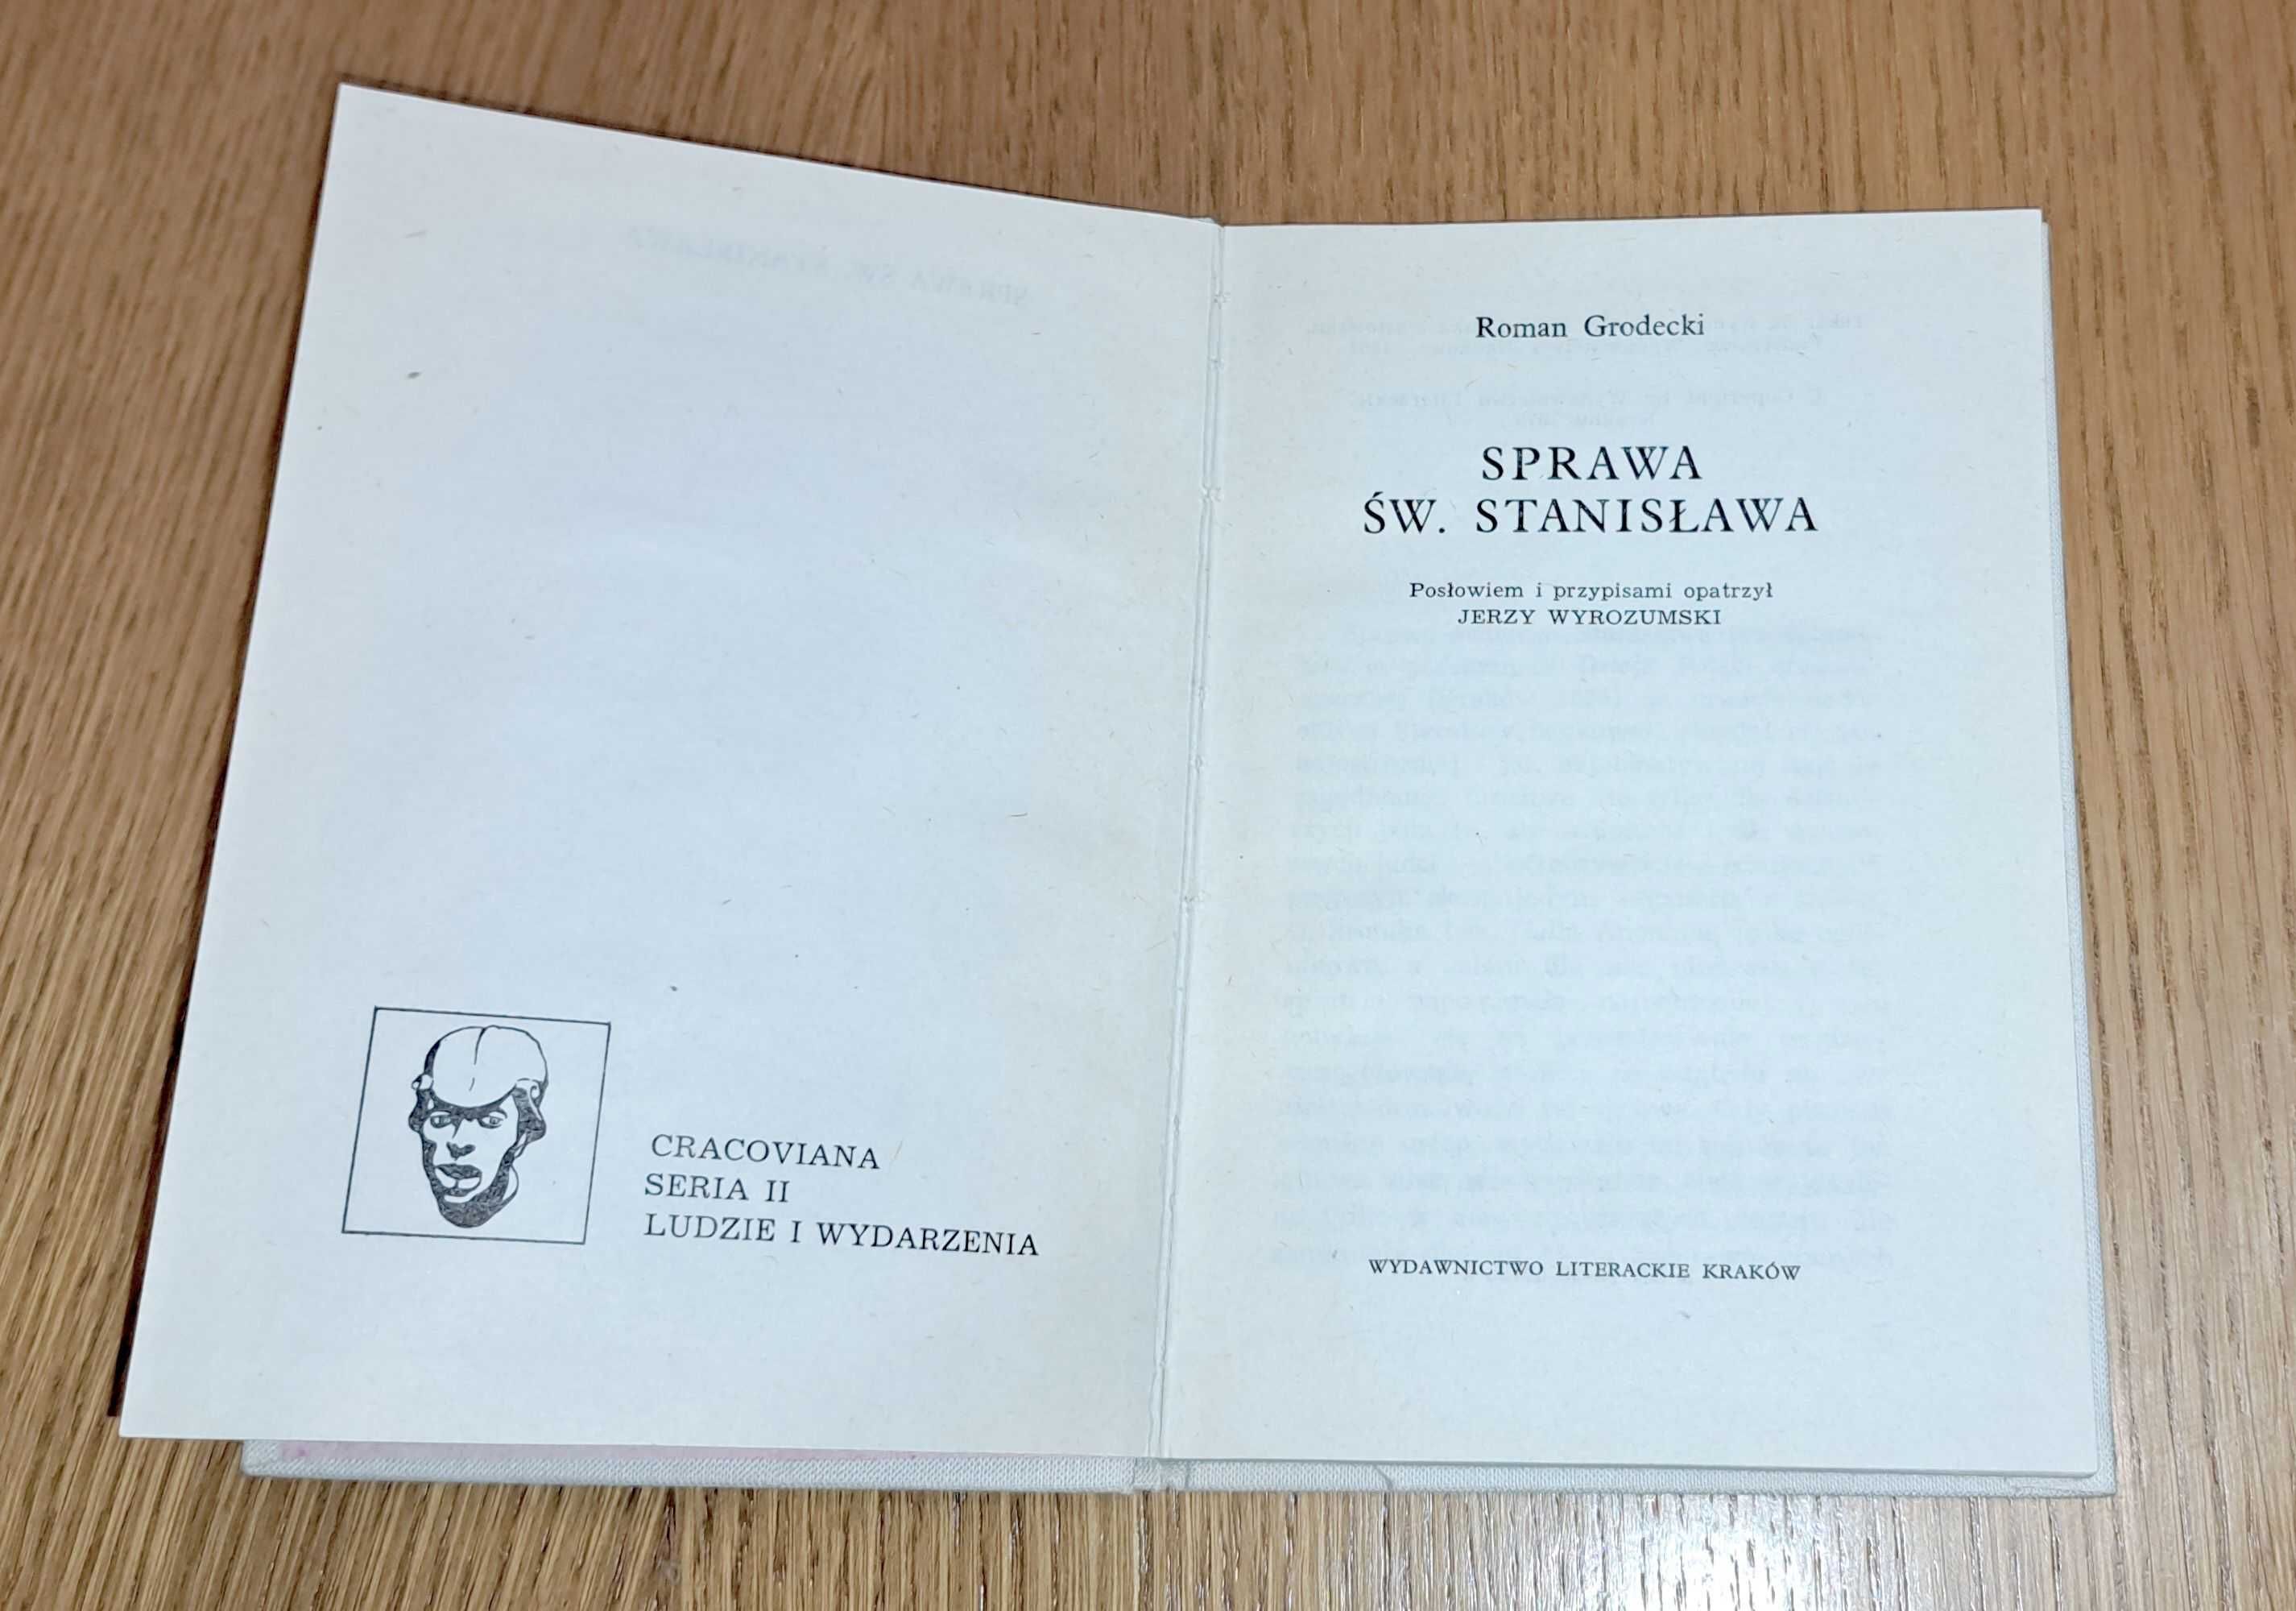 CRACOVIANA
SERIA II
LUDZIE I WYDARZENIA
Roman Grodecki
SPRAWA
ŚW. STANISŁAWA
Posłowiem i przypisami opatrzył
JERZY WYROZUMSKI
WYDAWNICTWO LITERACKIE KRAKÓW